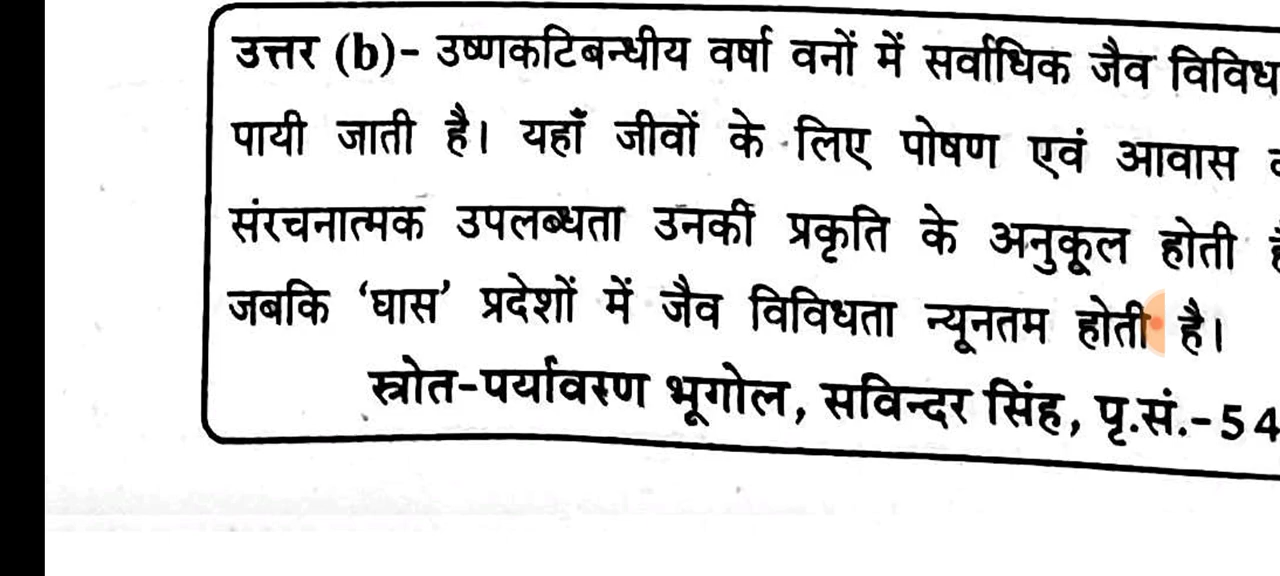 उत्तर (b)- उष्णकटिबन्धीय वर्षा वनों में सर्वाधिक जैव
पायी जाती है। यहाँ जीवों के लिए पोषण एवं आवास
संरचनात्मक उपलब्धता उनकी प्रकृति के अनुकूल होती
जबकि ‘घास’ प्रदेशों में जैव विविधता न्यूनतम होती है।
स्त्रोत-पर्यावरण भूगोल, सविन्दर सिंह, पृ.सं.-54